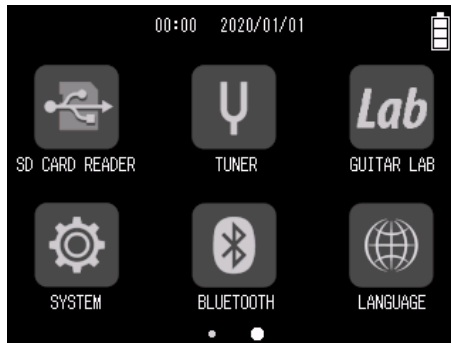 00:00 2020/01/01
Lab
SD CARD READER TUNER GUITAR LAB
SYSTEM BLUETOOTH LANGUAGE